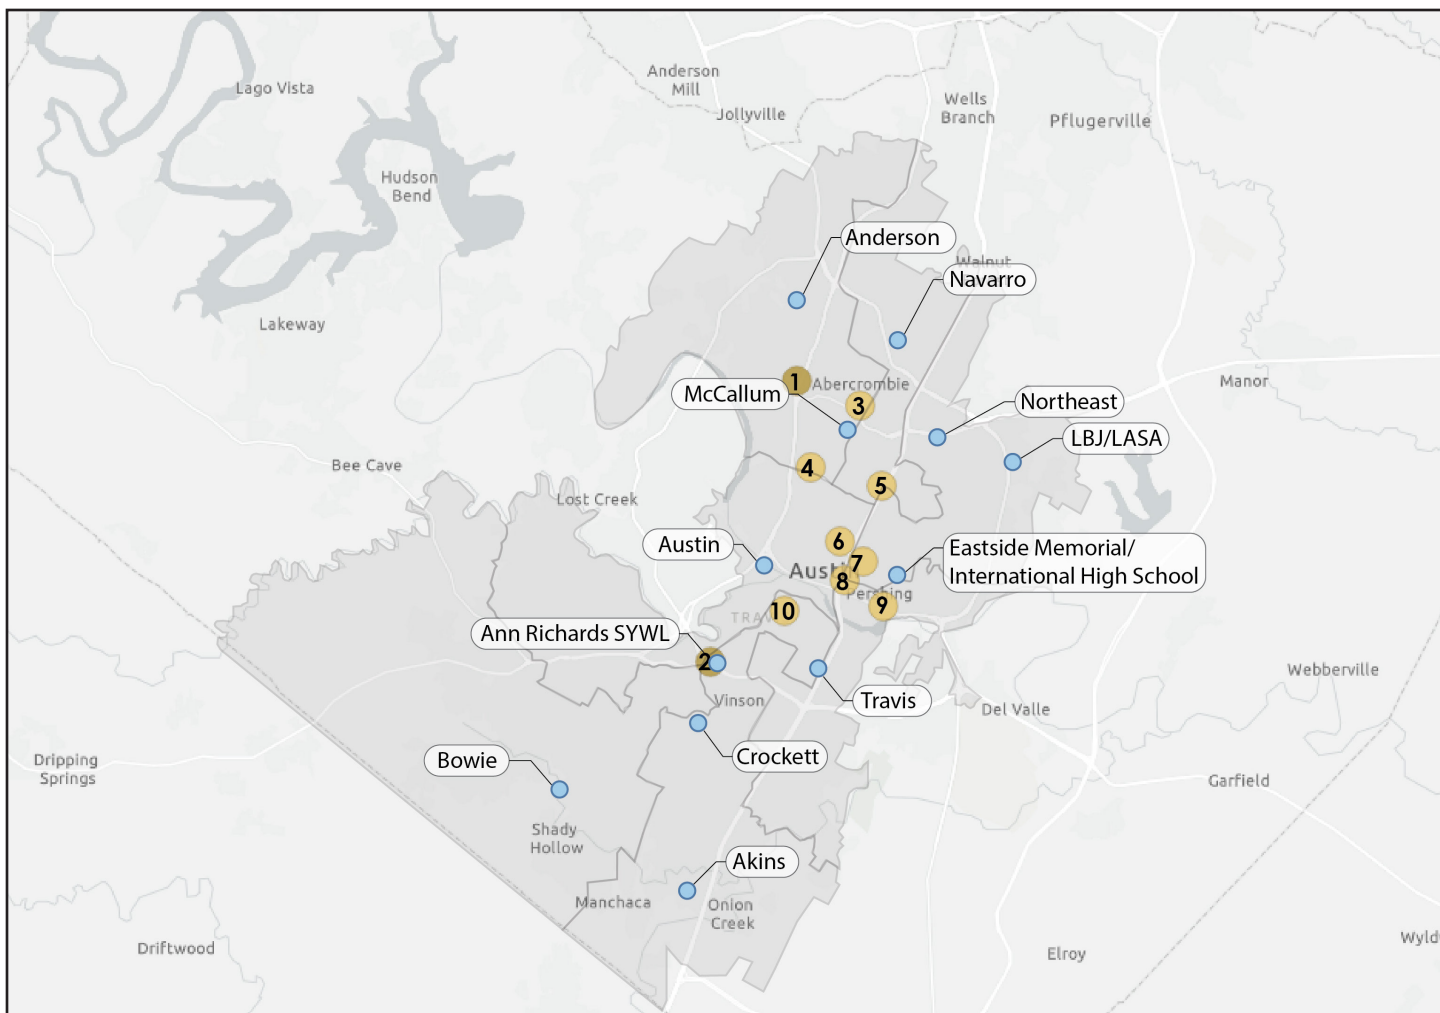 Lago Vista
Anderson
Mill
Jollyville
Wells
Branch
Pflugerville
Hudson
Bend
Anderson
Walnut
Navarro
Lakeway
1
Abercrombie
McCallum
3
Northeast
Manor
LBJ/LASA
Bee Cave
4
5
Lost Creek
6
Austin
7
Eastside Memorial/
International High School
8
Pershing
9
10
Ann Richards SYWL
2
Webberville
Vinson
Travis
Del Valle
Crockett
Bowie
Dripping
Springs
Garfield
Shady
Hollow
Akins
Manchaca
Onion
Creek
Driftwood
Elroy